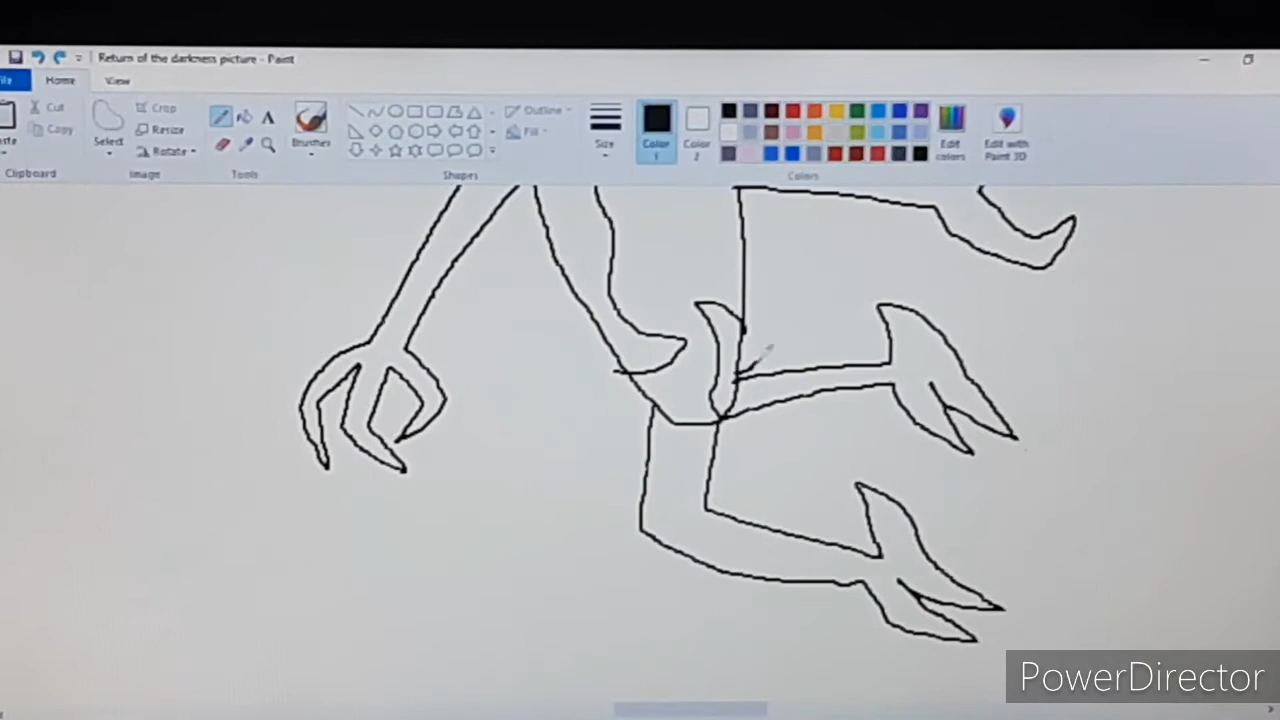 Return of the darkness picture - Paint
File Home View
Paste Cut Copy
Clipboard
Select Crop Resize Rotate
Image
A
Tools
Brushes
Outline Fill
Shapes
Size
Color 1
Color 2
Edit colors
Colors
Edit with Paint 3D
PowerDirector